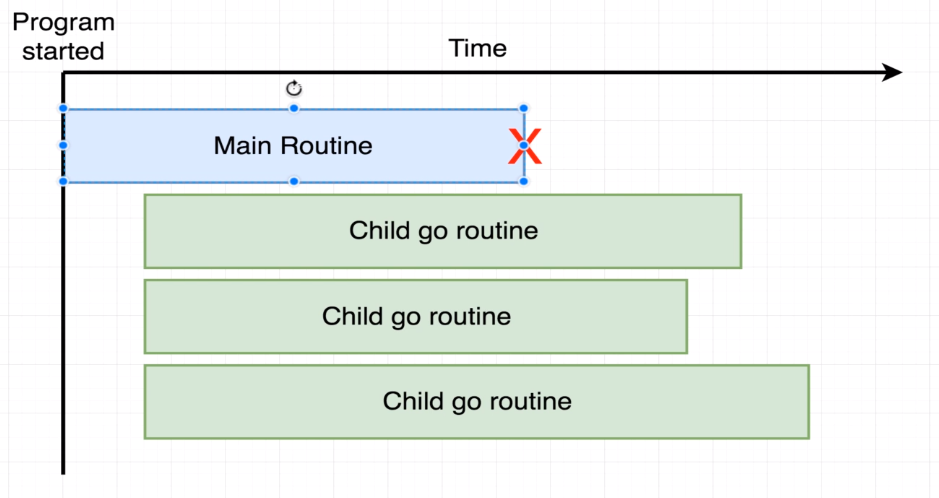 Program
started
Time
Main Routine
X
Child go routine
Child go routine
Child go routine